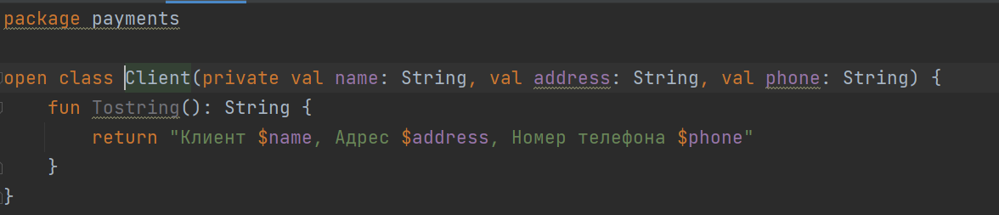 package payments
open class Client(private val name: String, val address: String, val phone: String) {
fun Tostring(): String {
return "Клиент $name, Адрес $address, Номер телефона $phone"
}
}